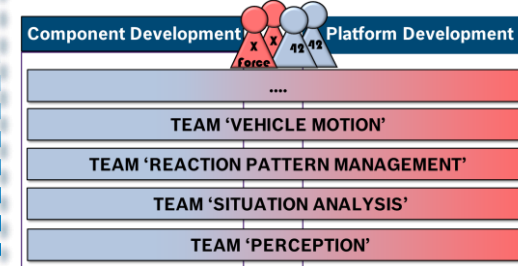 Component Development
Platform Development
X
X
force
42
42
....
TEAM ‘VEHICLE MOTION’
TEAM ‘REACTION PATTERN MANAGEMENT’
TEAM ‘SITUATION ANALYSIS’
TEAM ‘PERCEPTION’